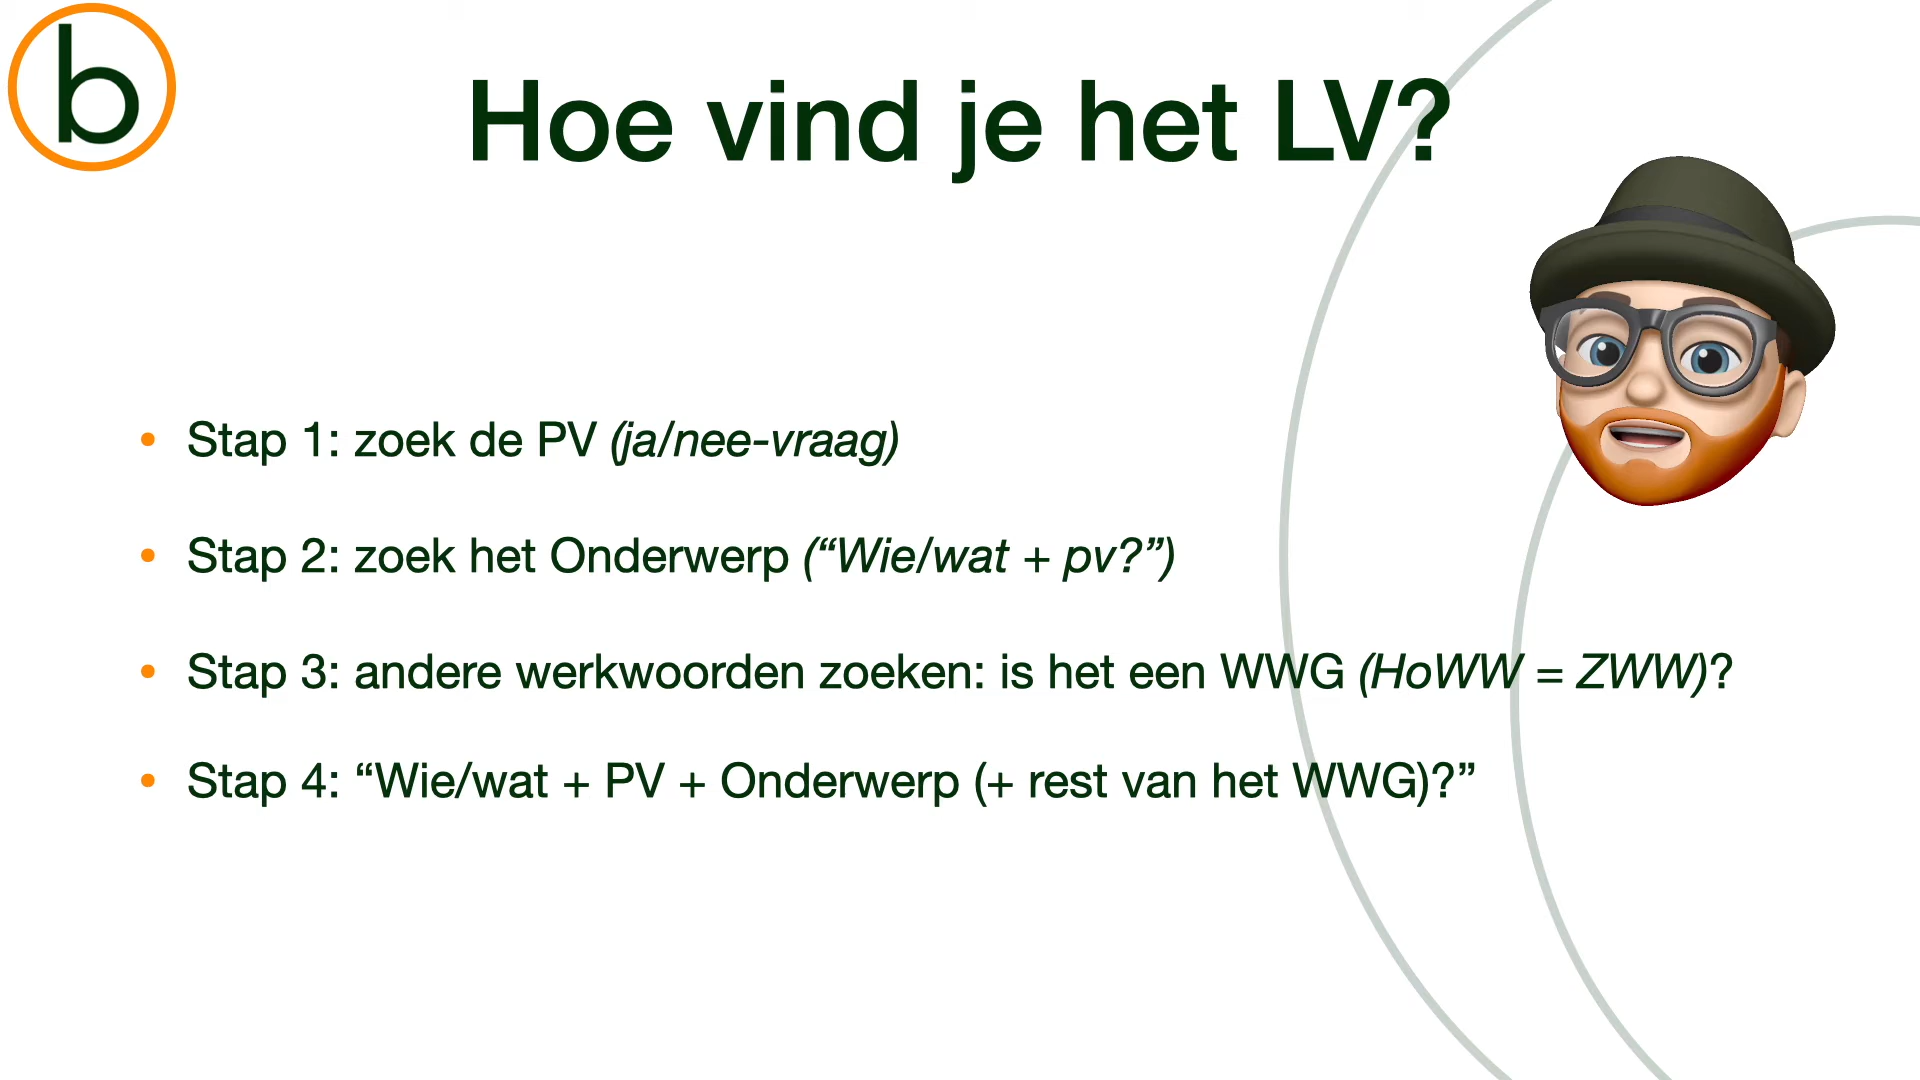 b
Hoe vind je het LV?
• Stap 1: zoek de PV (ja/nee-vraag)
• Stap 2: zoek het Onderwerp (“Wie/wat + pv?”)
• Stap 3: andere werkwoorden zoeken: is het een WWG (HoWW = ZWW)?
• Stap 4: “Wie/wat + PV + Onderwerp (+ rest van het WWG)?”